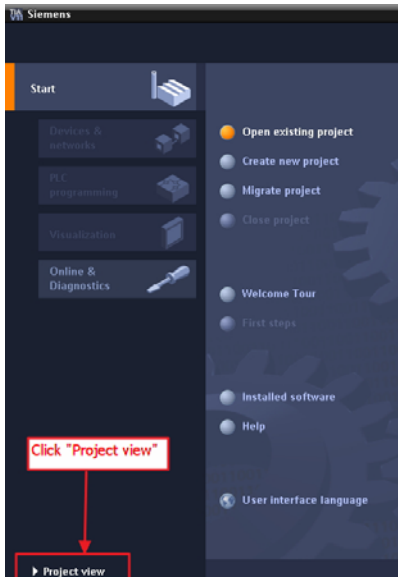 Siemens
Start
Devices &
networks
PLC
programming
Visualization
Online &
Diagnostics
Open existing project
Create new project
Migrate project
Close project
Welcome Tour
First steps
Installed software
Help
User interface language
Click "Project view"
Project view